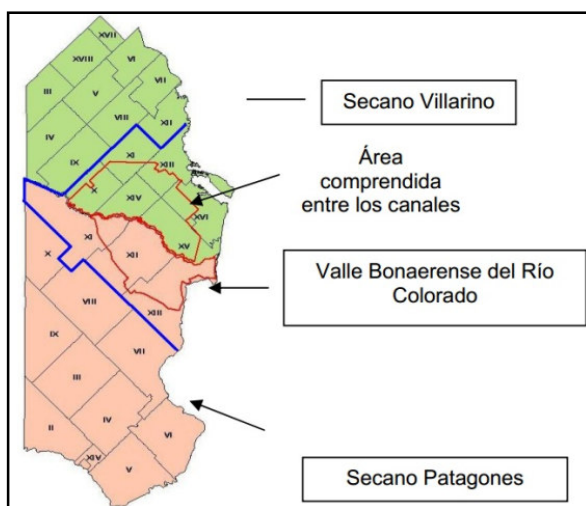 XVII
XVIII
VI
III
V
VII
VIII
XII
IV
IX
XI
XIII
X
XIV
XVI
XV
XI
XII
X
VIII
XIII
IX
VII
III
IV
II
VI
XIV
V
Secano Villarino
Área
comprendida
entre los canales
Valle Bonaerense del Río
Colorado
Secano Patagones